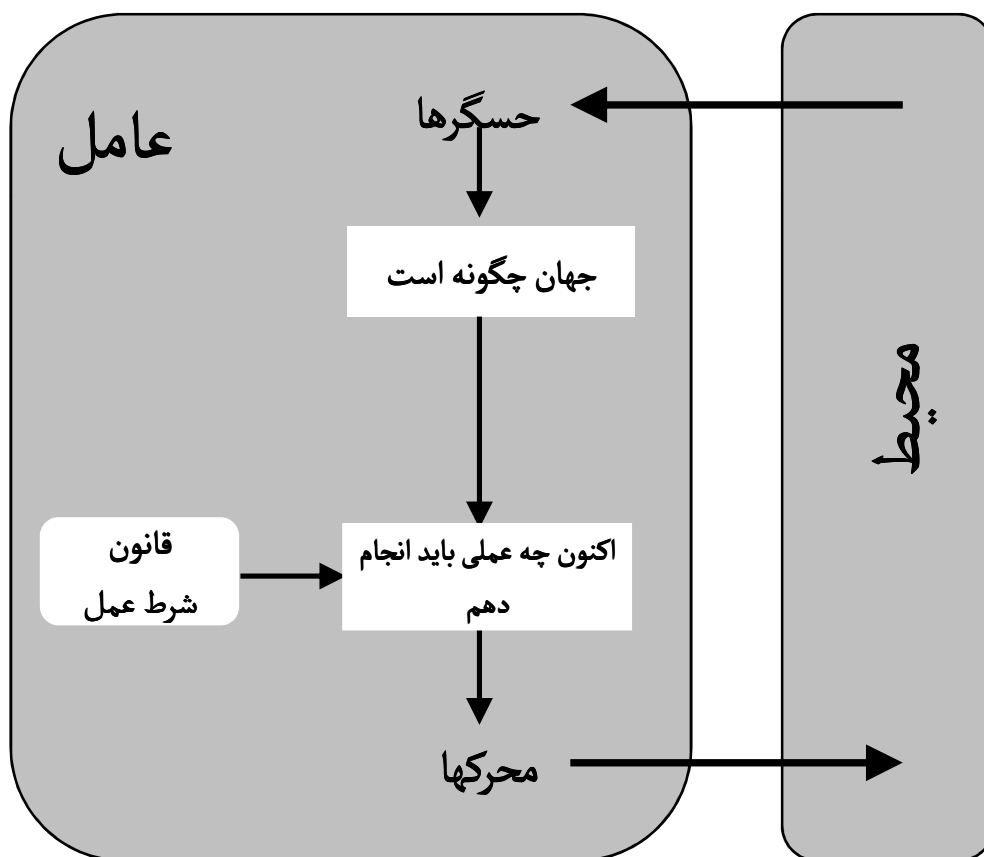 حسگرها
عامل
جهان چگونه است
محیط
اکنون چه عملی باید انجام
دهم
قانون
شرط عمل
محرکها